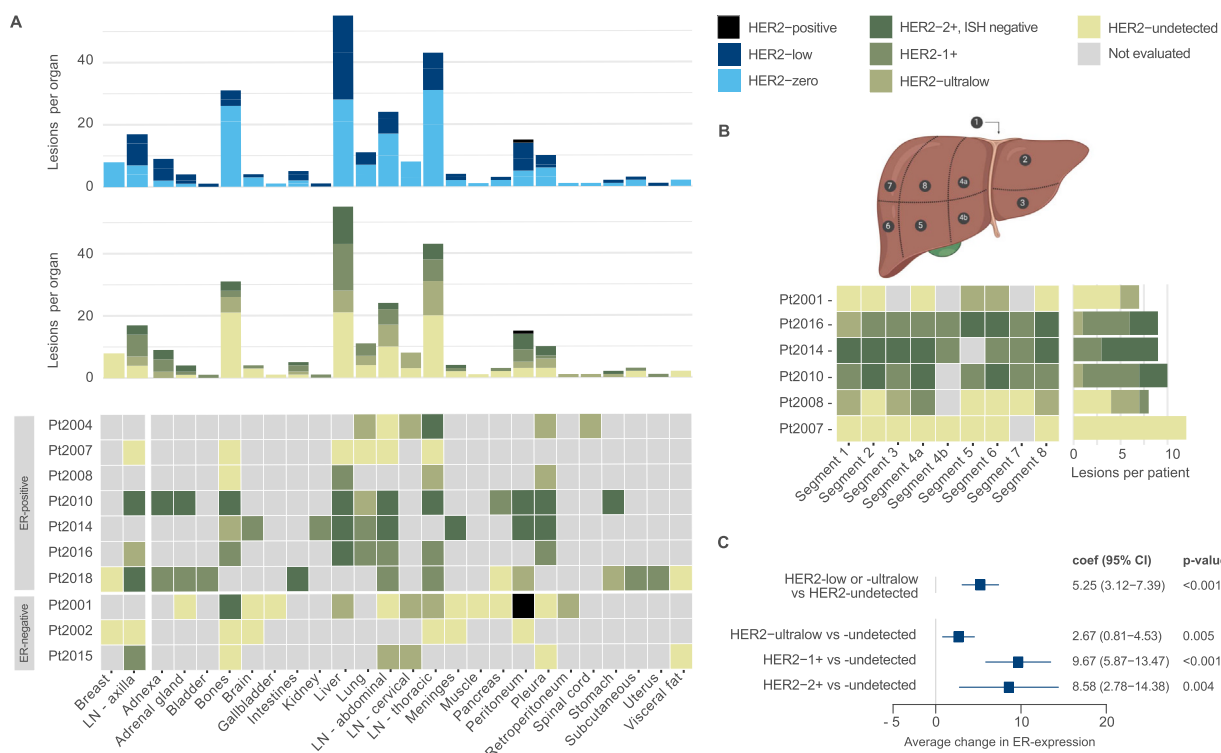 A
Lesions per organ
40
20
0
Lesions per organ
40
20
0
ER-positive
Pt2004
Pt2007
Pt2008
Pt2010
Pt2014
Pt2016
Pt2018
ER-negative
Pt2001
Pt2002
Pt2015
Breast
LN - axilla
Adnexa
Adrenal gland
Bladder
Bones
Brain
Gallbladder
Intestines
Kidney
Liver
Lung
LN - abdominal
LN - cervical
LN - thoracic
Meninges
Muscle
Pancreas
Peritoneum
Pleura
Retroperitoneum
Spinal cord
Stomach
Subcutaneous
Uterus
Visceral fat
HER2-positive
HER2-low
HER2-zero
HER2-2+, ISH negative
HER2-1+
HER2-ultralow
HER2-undetected
Not evaluated
B
1
2
3
4a
4b
5
6
7
8
Pt2001 -
Pt2016 -
Pt2014 -
Pt2010 -
Pt2008 -
Pt2007 -
Segment 1
Segment 2
Segment 3
Segment 4a
Segment 4b
Segment 5
Segment 6
Segment 7
Segment 8
0 5 10
Lesions per patient
C
coef (95% CI) p-value
HER2-low or -ultralow
vs HER2-undetected
5.25 (3.12-7.39) <0.001
HER2-ultralow vs -undetected 2.67 (0.81-4.53) 0.005
HER2-1+ vs -undetected 9.67 (5.87-13.47) <0.001
HER2-2+ vs -undetected 8.58 (2.78-14.38) 0.004
- 5 0 10 20
Average change in ER-expression